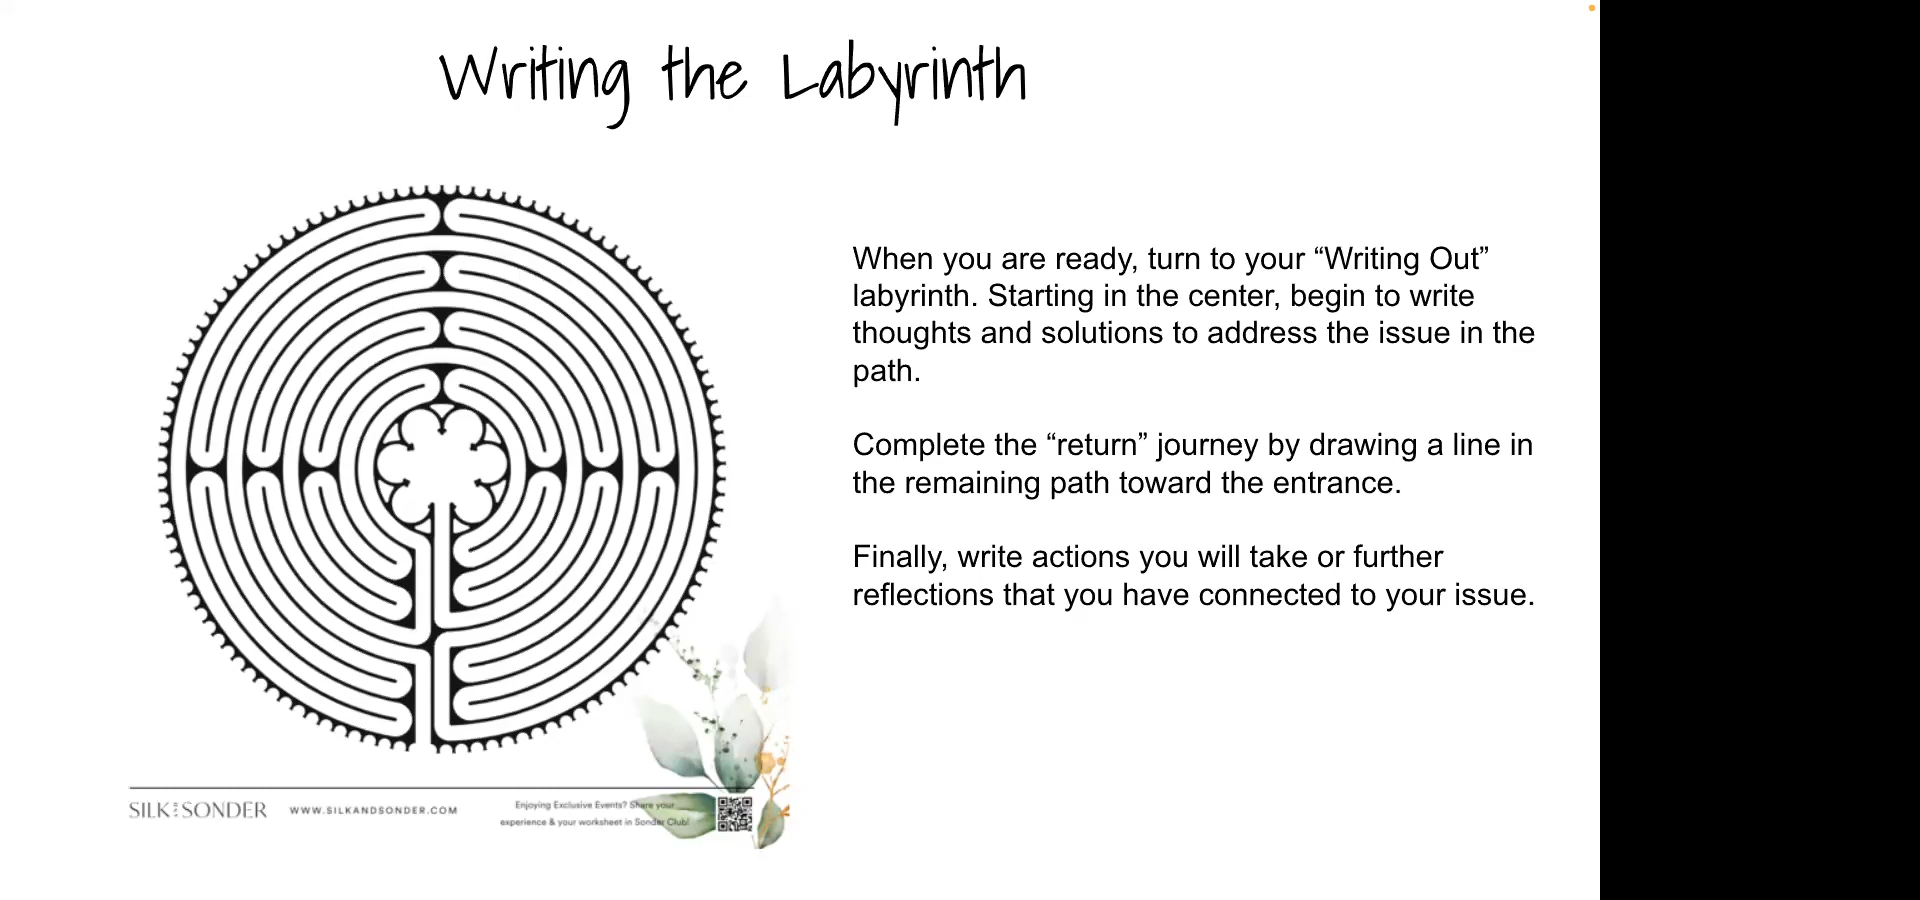 Writing the Labyrinth
When you are ready, turn to your “Writing Out”
labyrinth. Starting in the center, begin to write
thoughts and solutions to address the issue in the
path.
Complete the “return” journey by drawing a line in
the remaining path toward the entrance.
Finally, write actions you will take or further
reflections that you have connected to your issue.
SILK AND SONDER
WWW.SILKANDSONDER.COM
Enjoying Exclusive Events? Share your
experience & your worksheet in Sonder Club!